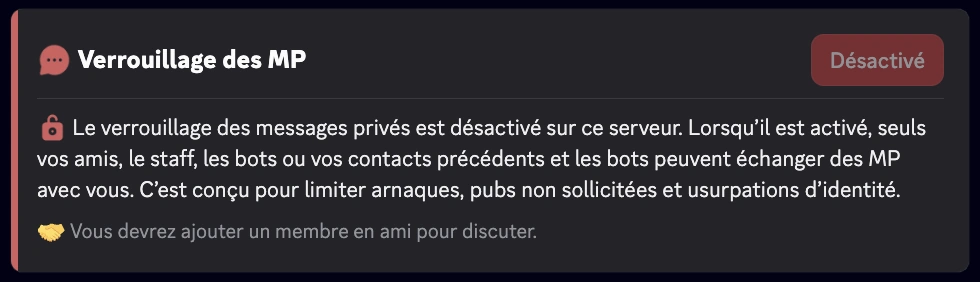 Verrouillage des MP
Désactivé
Le verrouillage des messages privés est désactivé sur ce serveur. Lorsqu’il est activé, seuls
vos amis, le staff, les bots ou vos contacts précédents et les bots peuvent échanger des MP
avec vous. C’est conçu pour limiter arnaques, pubs non sollicitées et usurpations d’identité.
Vous devrez ajouter un membre en ami pour discuter.